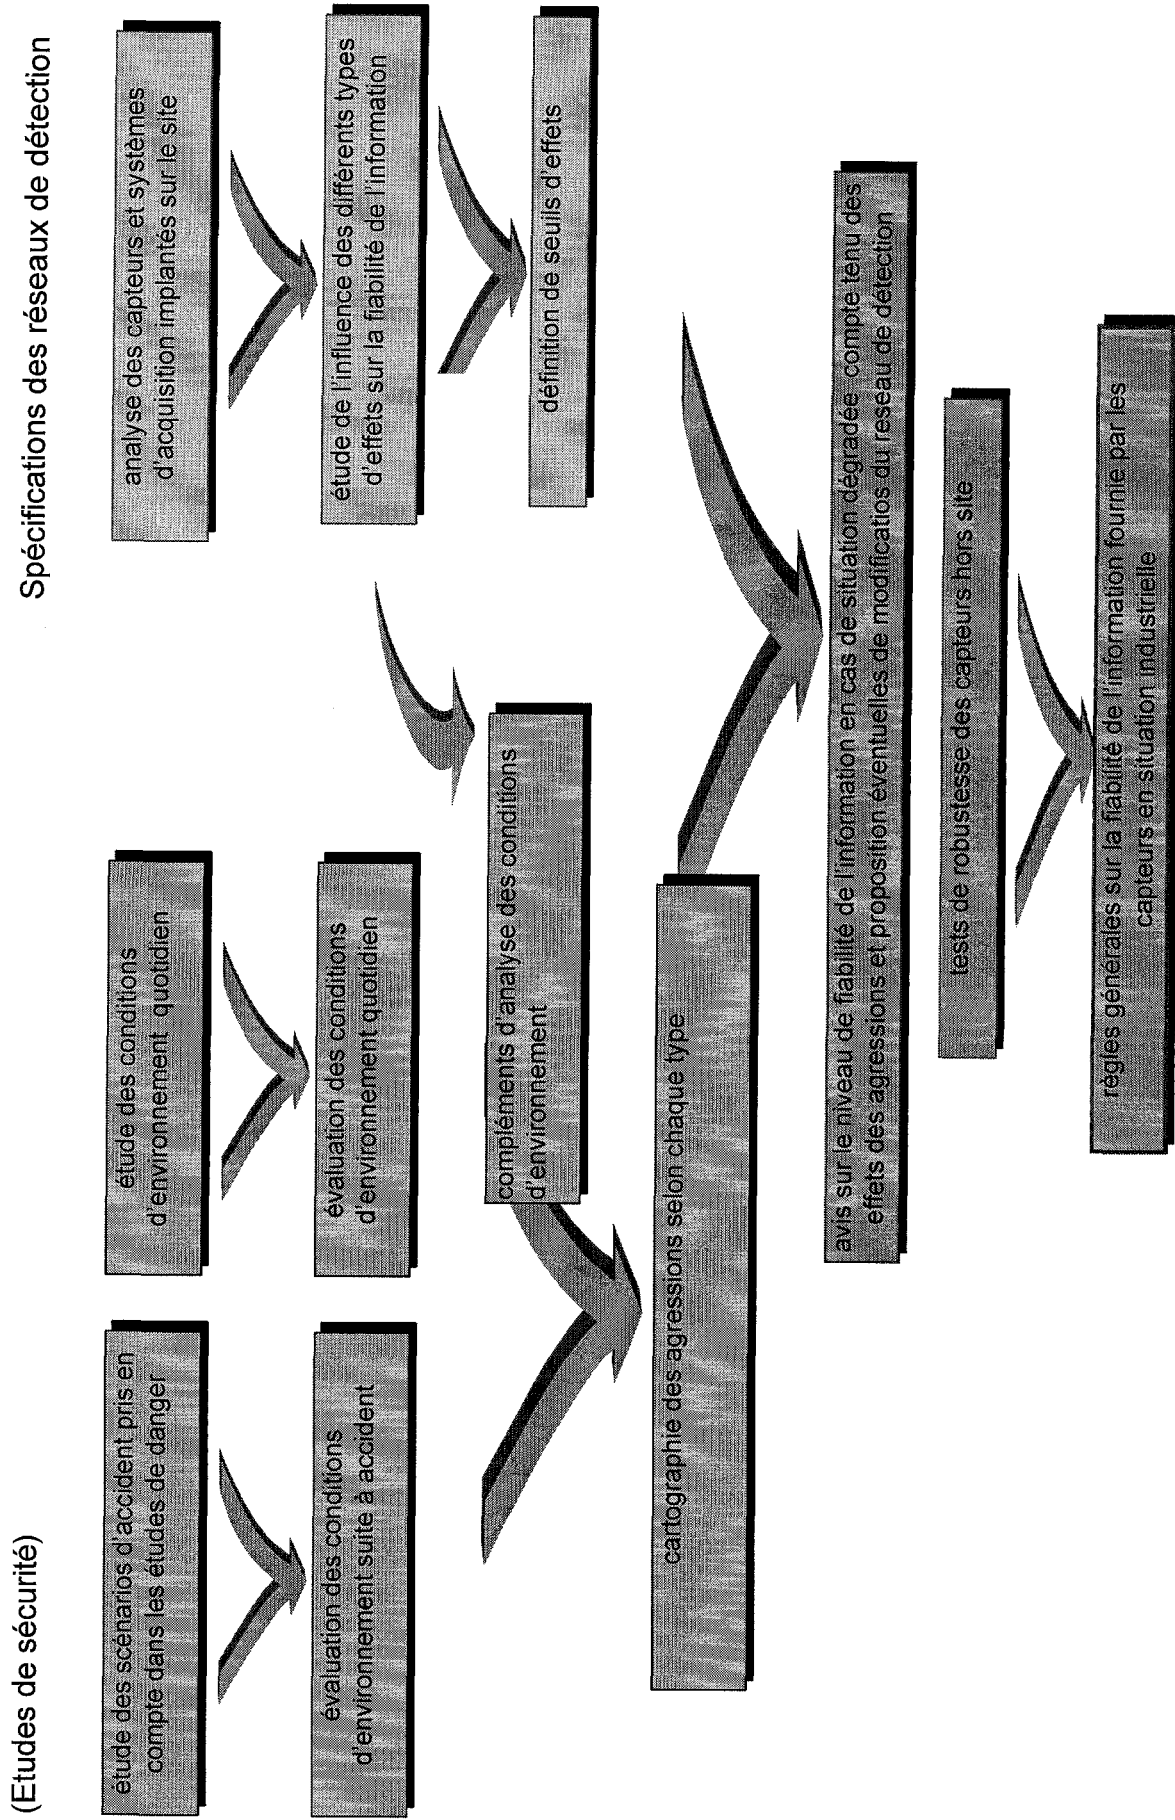 (Etudes de sécurité)
Spécifications des réseaux de détection
étude des scénarios d'accident pris en
compte dans les études de danger
étude des conditions
d'environnement quotidien
analyse des capteurs et systèmes
d'acquisition implantés sur le site
évaluation des conditions
d'environnement suite à accident
évaluation des conditions
d'environnement quotidien
étude de l'influence des différents types
d'effets sur la fiabilité de l'information
compléments d'analyse des conditions
d'environnement
définition de seuils d'effets
cartographie des agressions selon chaque type
avis sur le niveau de fiabilité de l'information en cas de situation dégradée compte tenu des
effets des agressions et proposition éventuelles de modificatios du reseau de détection
tests de robustesse des capteurs hors site
règles générales sur la fiabilité de l'information fournie par les
capteurs en situation industrielle